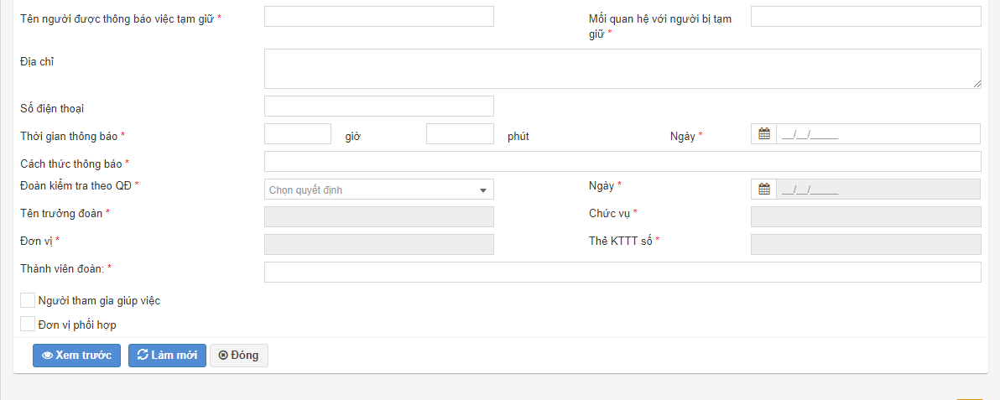 Tên người được thông báo việc tạm giữ *
Mối quan hệ với người bị tạm
giữ *
Địa chỉ
Số điện thoại
Thời gian thông báo * giờ phút Ngày * __/__/____
Cách thức thông báo *
Đoàn kiểm tra theo QĐ * Chọn quyết định Ngày * __/__/____
Tên trưởng đoàn * Chức vụ *
Đơn vị * Thẻ KTTT số *
Thành viên đoàn: *
Người tham gia giúp việc
Đơn vị phối hợp
Xem trước Làm mới Đóng